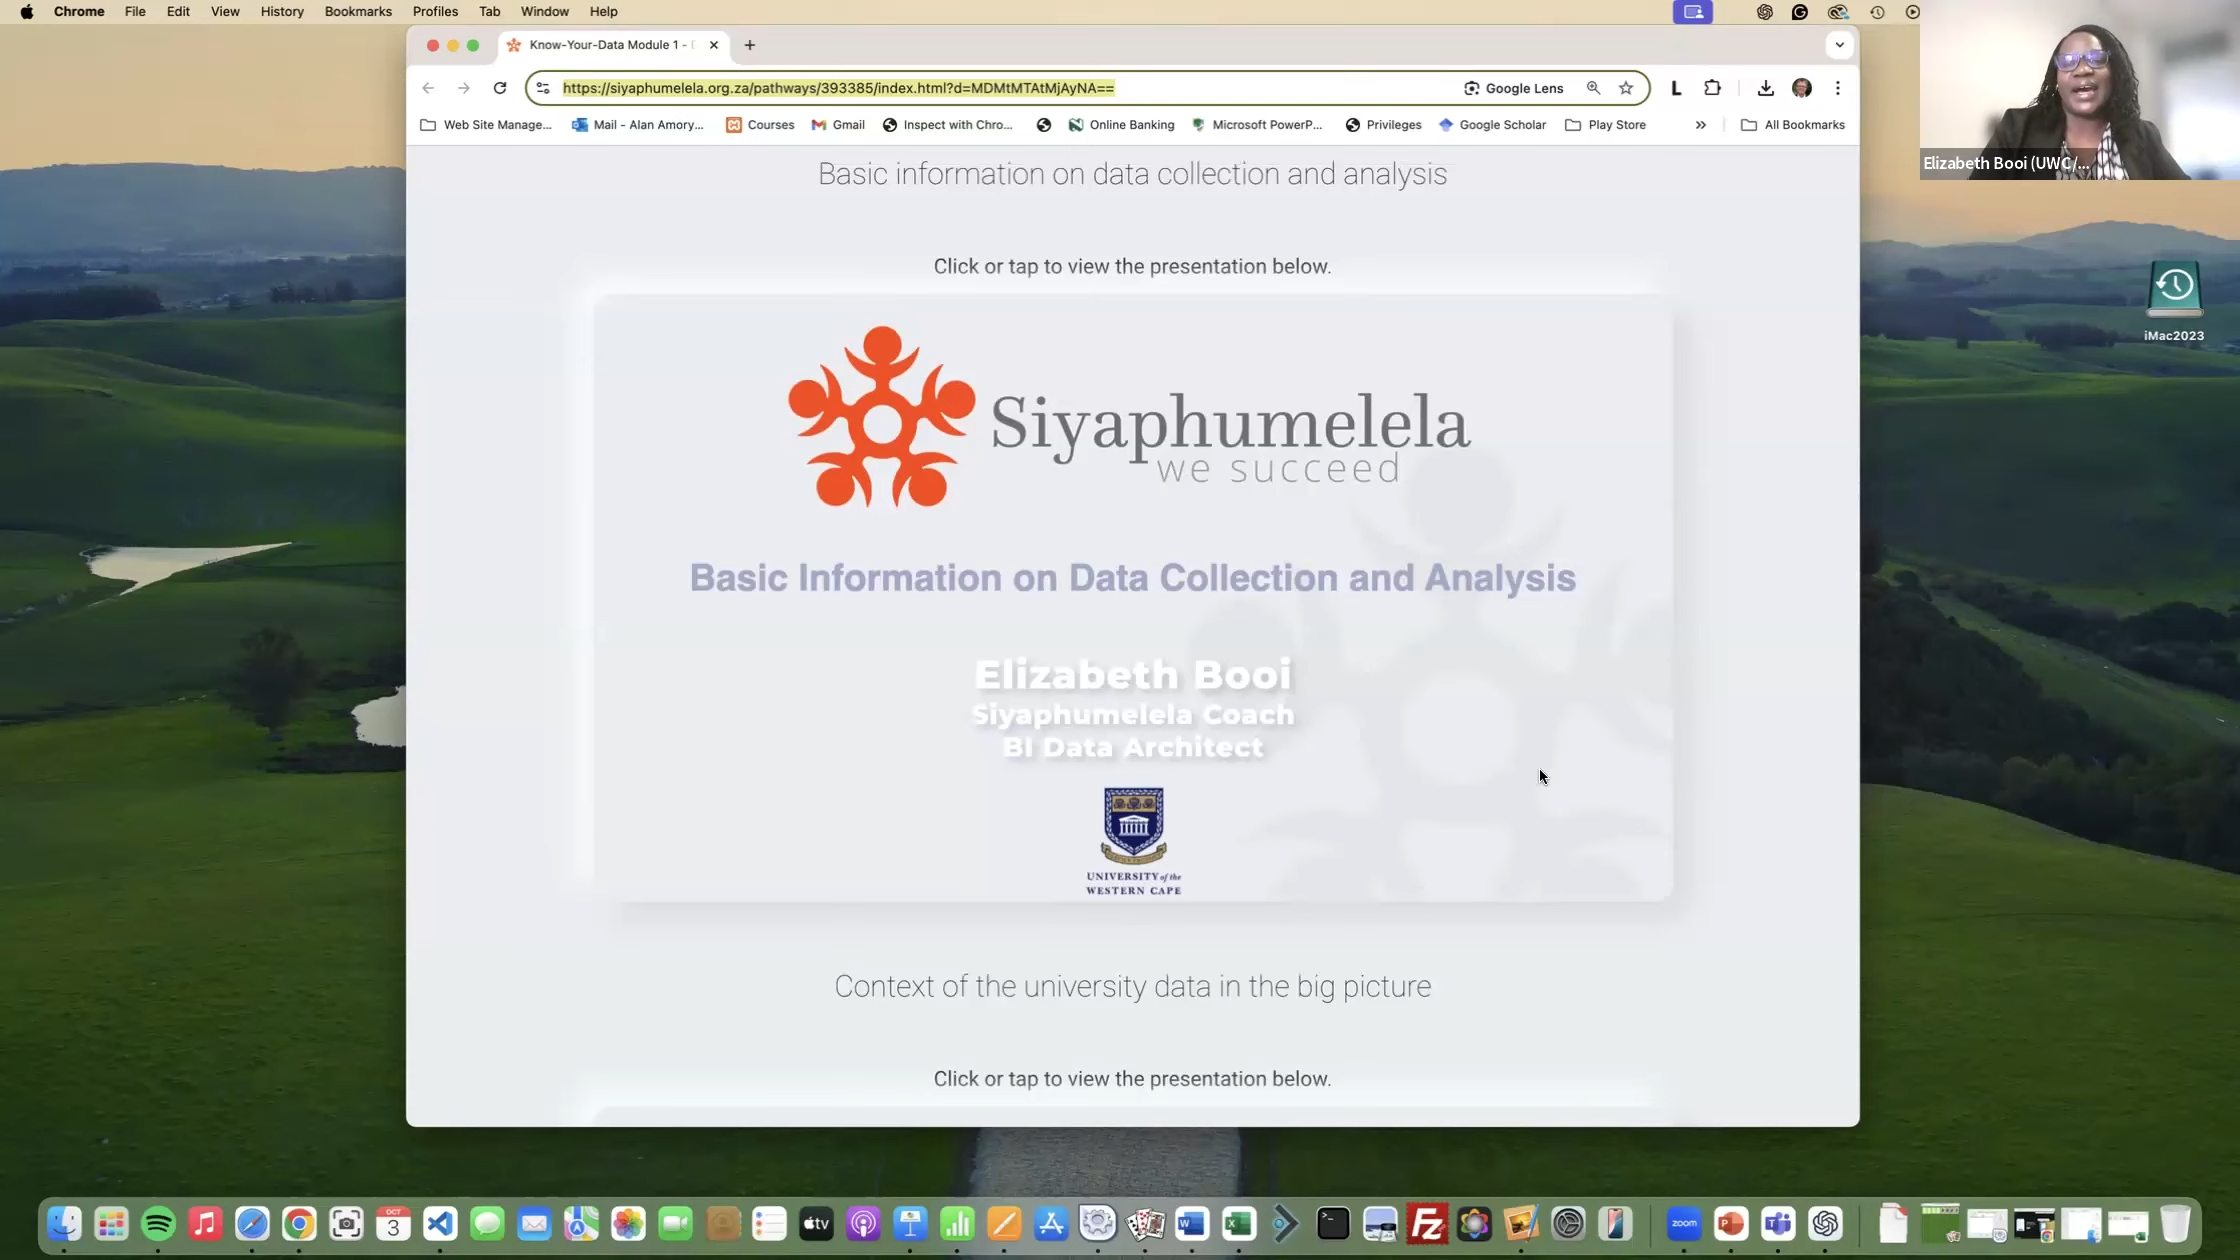 Chrome File Edit View History Bookmarks Profiles Tab Window Help
Know-Your-Data Module 1 -
https://siyaphumelela.org.za/pathways/393385/index.html?d=MDMtMTAtMjAyNA==
Google Lens
L
Web Site Manage...
Mail - Alan Amory...
Courses
Gmail
Inspect with Chro...
Online Banking
Microsoft PowerP...
Privileges
Google Scholar
Play Store
»
All Bookmarks
Elizabeth Booi (UWC/...
Basic information on data collection and analysis
Click or tap to view the presentation below.
iMac2023
Siyaphumelela
we succeed
Basic Information on Data Collection and Analysis
Elizabeth Booi
Siyaphumelela Coach
BI Data Architect
UNIVERSITY of the
WESTERN CAPE
Context of the university data in the big picture
Click or tap to view the presentation below.
OCT
3
tv
W
X
Fz
zoom
P
T